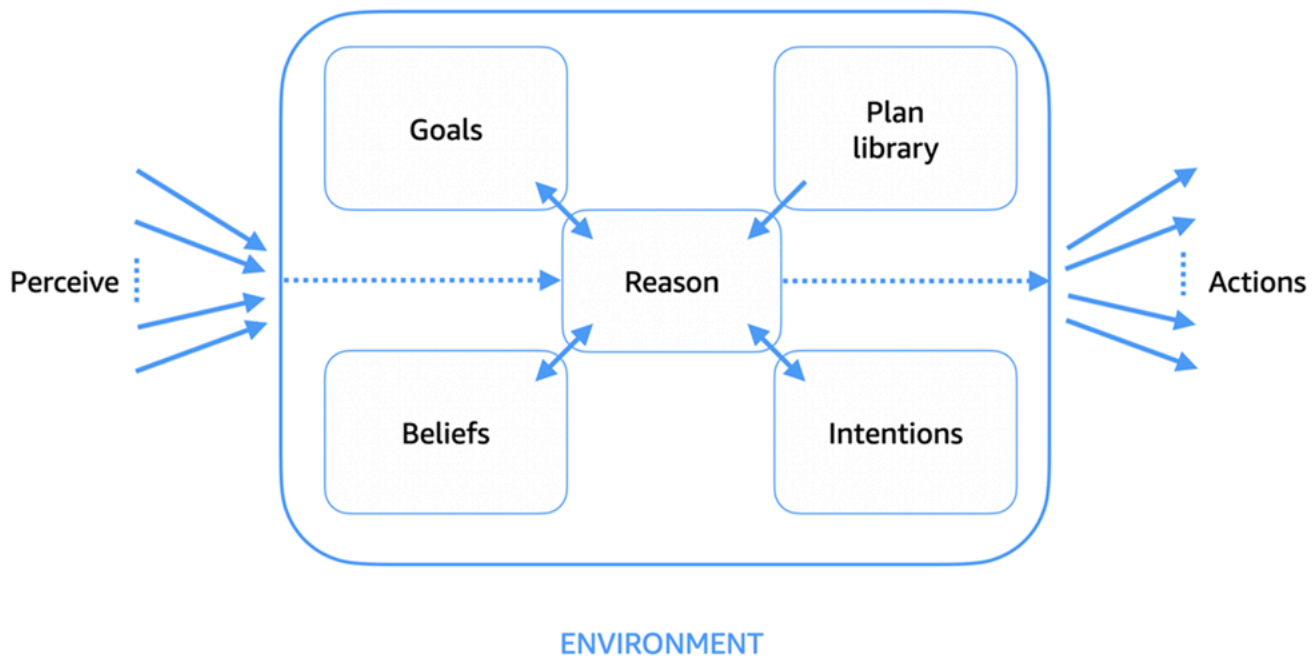 Goals
Plan
library
Perceive
Reason
Actions
Beliefs
Intentions
ENVIRONMENT